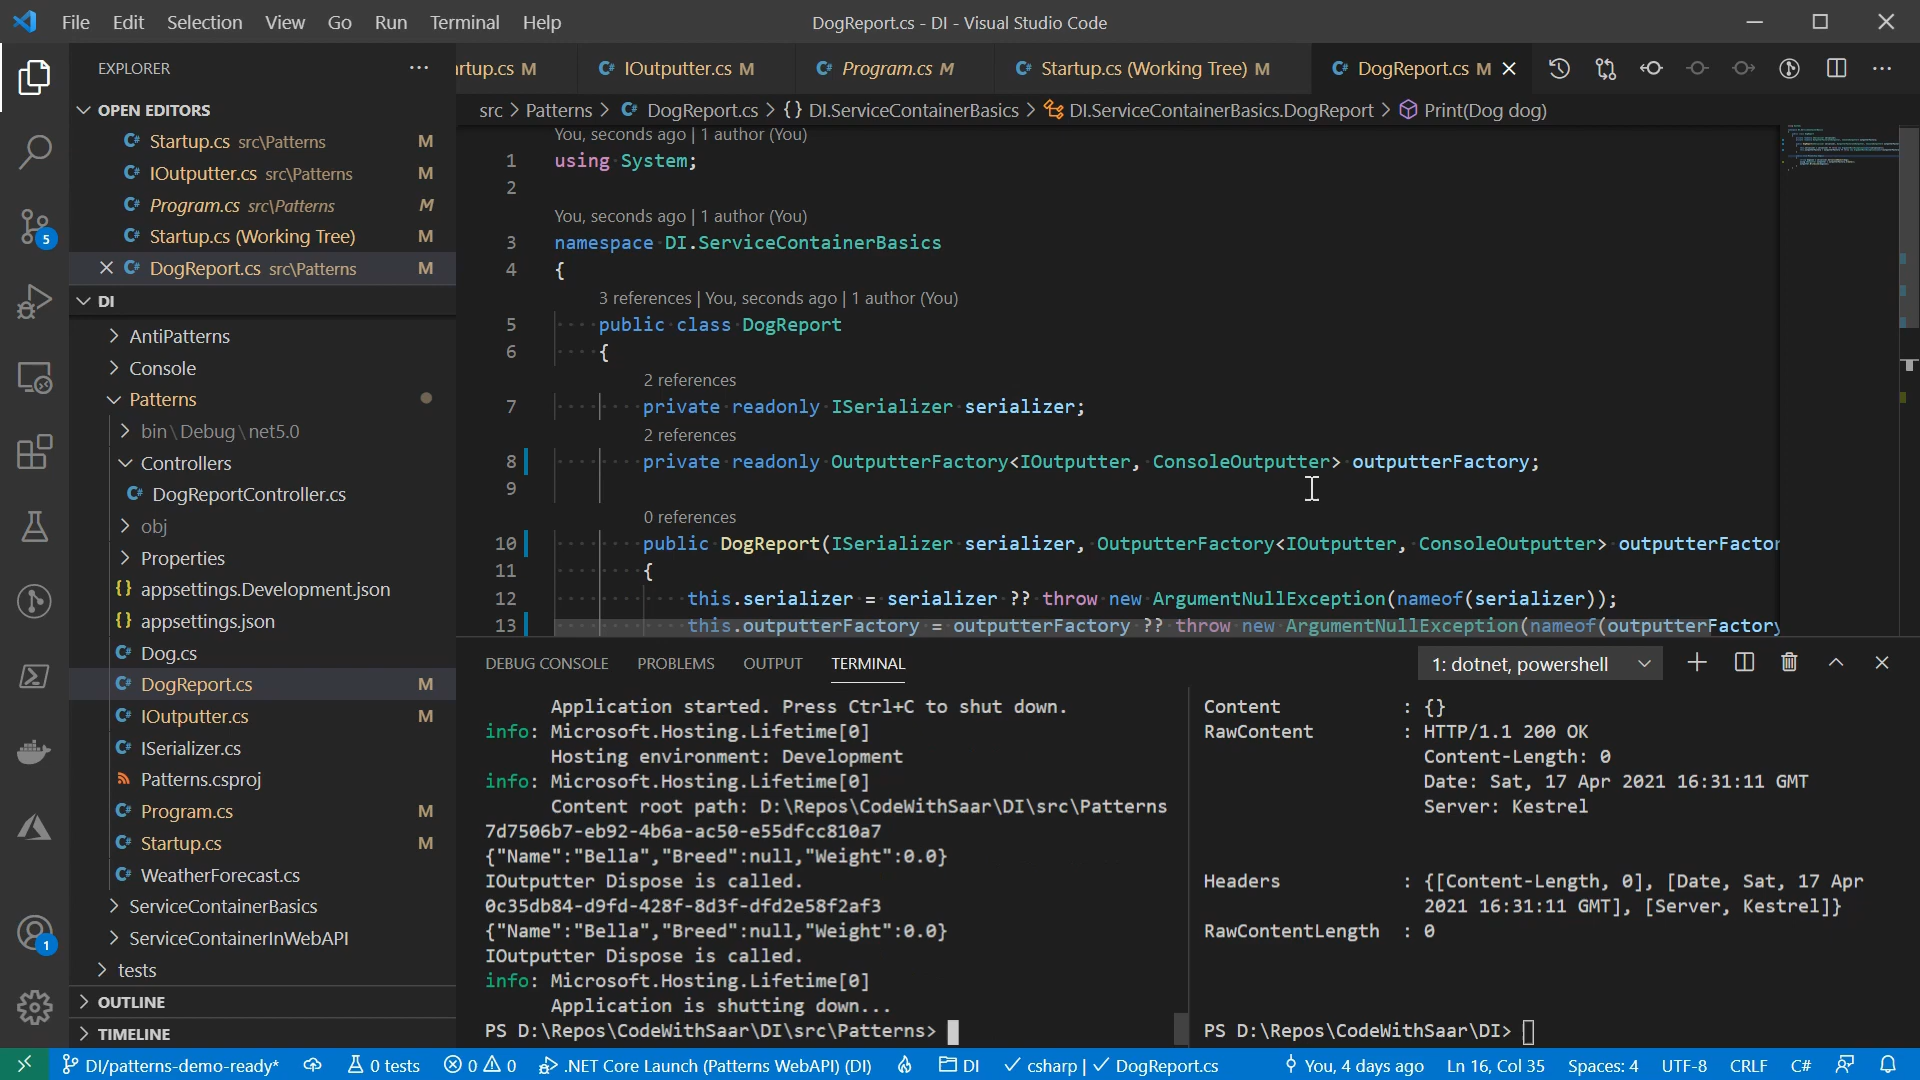 File Edit Selection View Go Run Terminal Help
DogReport.cs - DI - Visual Studio Code
EXPLORER
OPEN EDITORS
Startup.cs src\Patterns M
IOutputter.cs src\Patterns M
Program.cs src\Patterns M
Startup.cs (Working Tree) M
DogReport.cs src\Patterns M
DI
AntiPatterns
Console
Patterns
bin\Debug\net5.0
Controllers
DogReportController.cs
obj
Properties
appsettings.Development.json
appsettings.json
Dog.cs
DogReport.cs M
IOutputter.cs M
ISerializer.cs
Patterns.csproj
Program.cs M
Startup.cs M
WeatherForecast.cs
ServiceContainerBasics
ServiceContainerInWebAPI
tests
OUTLINE
TIMELINE
5
1
rtup.cs M
IOutputter.cs M
Program.cs M
Startup.cs (Working Tree) M
DogReport.cs M
src > Patterns > DogReport.cs > {} DI.ServiceContainerBasics > DI.ServiceContainerBasics.DogReport > Print(Dog dog)
You, seconds ago | 1 author (You)
1 using System;
2
You, seconds ago | 1 author (You)
3 namespace DI.ServiceContainerBasics
4 {
3 references | You, seconds ago | 1 author (You)
5 public class DogReport
6 {
2 references
7 private readonly ISerializer serializer;
2 references
8 private readonly OutputterFactory<IOutputter, ConsoleOutputter> outputterFactory;
9
0 references
10 public DogReport(ISerializer serializer, OutputterFactory<IOutputter, ConsoleOutputter> outputterFactor
11 {
12 this.serializer = serializer ?? throw new ArgumentNullException(nameof(serializer));
13 this.outputterFactory = outputterFactory ?? throw new ArgumentNullException(nameof(outputterFactory
DEBUG CONSOLE PROBLEMS OUTPUT TERMINAL
1: dotnet, powershell
Application started. Press Ctrl+C to shut down.
info: Microsoft.Hosting.Lifetime[0]
Hosting environment: Development
info: Microsoft.Hosting.Lifetime[0]
Content root path: D:\Repos\CodeWithSaar\DI\src\Patterns
7d7506b7-eb92-4b6a-ac50-e55dfcc810a7
{"Name":"Bella","Breed":null,"Weight":0.0}
IOutputter Dispose is called.
0c35db84-d9fd-428f-8d3f-dfd2e58f2af3
{"Name":"Bella","Breed":null,"Weight":0.0}
IOutputter Dispose is called.
info: Microsoft.Hosting.Lifetime[0]
Application is shutting down...
PS D:\Repos\CodeWithSaar\DI\src\Patterns>
Content : {}
RawContent : HTTP/1.1 200 OK
Content-Length: 0
Date: Sat, 17 Apr 2021 16:31:11 GMT
Server: Kestrel
Headers : {[Content-Length, 0], [Date, Sat, 17 Apr
2021 16:31:11 GMT], [Server, Kestrel]}
RawContentLength : 0
PS D:\Repos\CodeWithSaar\DI>
DI/patterns-demo-ready* 0 tests 0 0 .NET Core Launch (Patterns WebAPI) (DI) DI csharp | DogReport.cs You, 4 days ago Ln 16, Col 35 Spaces: 4 UTF-8 CRLF C#